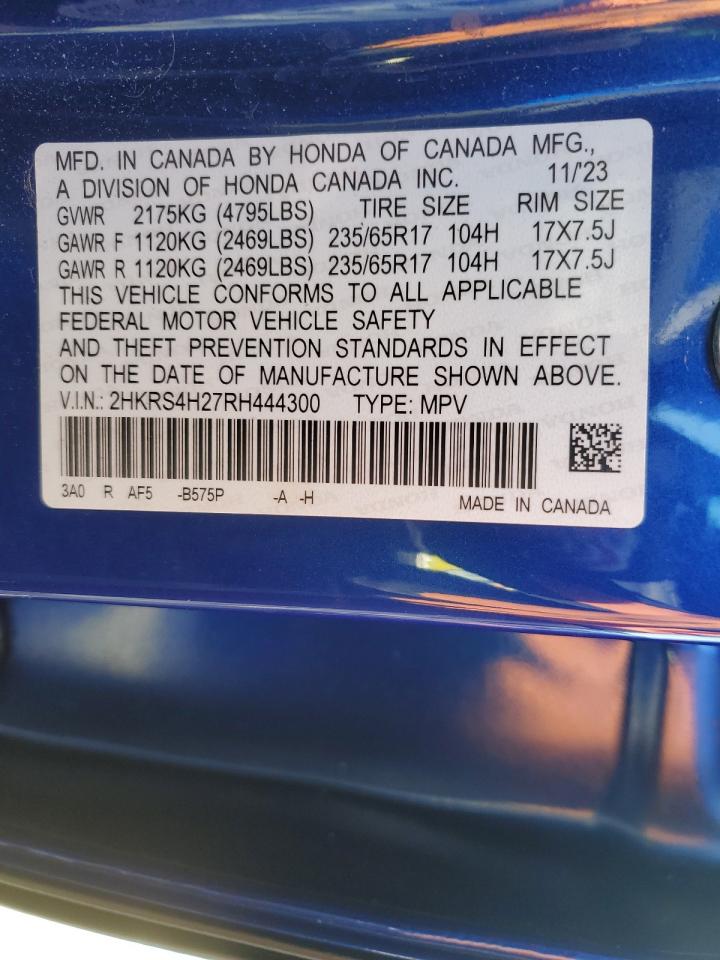 MFD. IN CANADA BY HONDA OF CANADA MFG.,
A DIVISION OF HONDA CANADA INC. 11/'23
GVWR 2175KG (4795LBS) TIRE SIZE RIM SIZE
GAWR F 1120KG (2469LBS) 235/65R17 104H 17X7.5J
GAWR R 1120KG (2469LBS) 235/65R17 104H 17X7.5J
THIS VEHICLE CONFORMS TO ALL APPLICABLE
FEDERAL MOTOR VEHICLE SAFETY
AND THEFT PREVENTION STANDARDS IN EFFECT
ON THE DATE OF MANUFACTURE SHOWN ABOVE.
V.I.N.: 2HKRS4H27RH444300 TYPE: MPV
3A0 R AF5 -B575P -A -H MADE IN CANADA